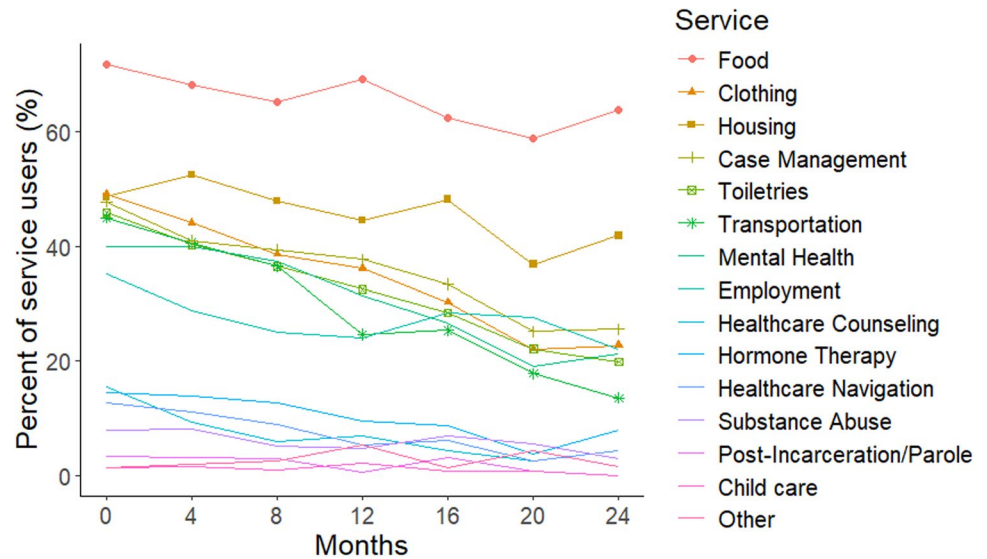 Service
Food
Clothing
Housing
Case Management
Toiletries
Transportation
Mental Health
Employment
Healthcare Counseling
Hormone Therapy
Healthcare Navigation
Substance Abuse
Post-Incarceration/Parole
Child care
Other
Percent of service users (%)
60
40
20
0
0 4 8 12 16 20 24
Months